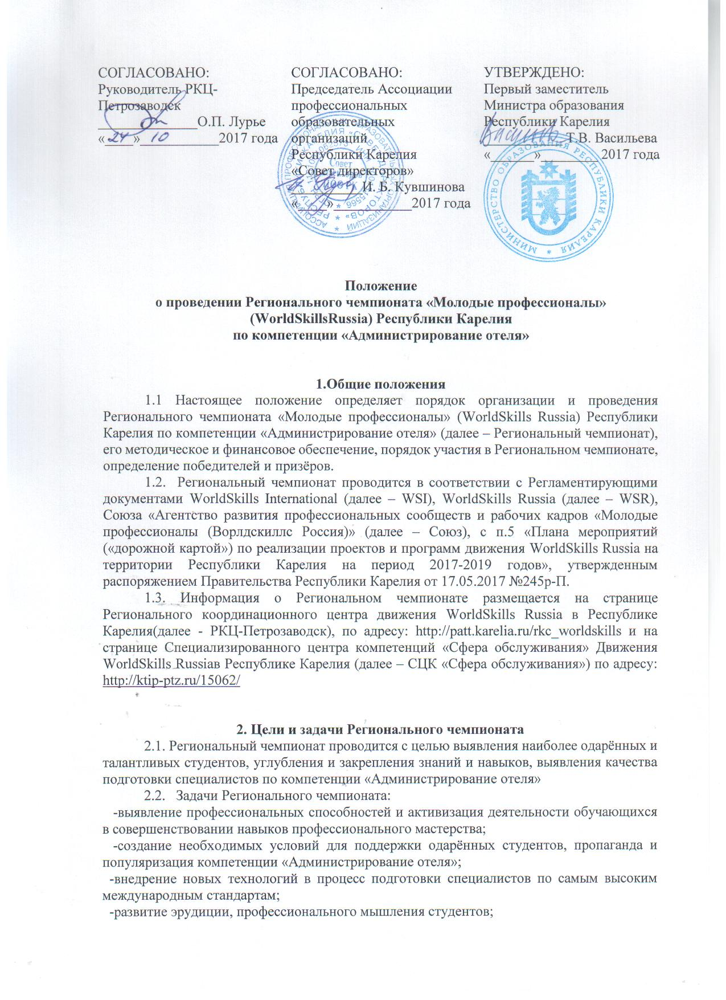 СОГЛАСОВАНО:
Руководитель РКЦ-
Петрозаводск
______________О.П. Лурье
«24» 10 ___________2017 года
СОГЛАСОВАНО:
Председатель Ассоциации
профессиональных
образовательных
организаций
Республики Карелия
«Совет директоров»
__________И. Б. Кувшинова
«____»___________2017 года
УТВЕРЖДЕНО:
Первый заместитель
Министра образования
Республики Карелия
___________Т.В. Васильева
«______»________ 2017 года
МИНИСТЕРСТВО ОБРАЗОВАНИЯ РЕСПУБЛИКИ КАРЕЛИЯ
Положение
о проведении Регионального чемпионата «Молодые профессионалы»
(WorldSkillsRussia) Республики Карелия
по компетенции «Администрирование отеля»
1.Общие положения
1.1 Настоящее положение определяет порядок организации и проведения
Регионального чемпионата «Молодые профессионалы» (WorldSkills Russia) Республики
Карелия по компетенции «Администрирование отеля» (далее – Региональный чемпионат),
его методическое и финансовое обеспечение, порядок участия в Региональном чемпионате,
определение победителей и призёров.
1.2. Региональный чемпионат проводится в соответствии с Регламентирующими
документами WorldSkills International (далее – WSI), WorldSkills Russia (далее – WSR),
Союза «Агентство развития профессиональных сообществ и рабочих кадров «Молодые
профессионалы (Ворлдскиллс Россия)» (далее – Союз), с п.5 «Плана мероприятий
(«дорожной картой») по реализации проектов и программ движения WorldSkills Russia на
территории Республики Карелия на период 2017-2019 годов», утвержденным
распоряжением Правительства Республики Карелия от 17.05.2017 №245р-П.
1.3. Информация о Региональном чемпионате размещается на странице
Регионального координационного центра движения WorldSkills Russia в Республике
Карелия(далее - РКЦ-Петрозаводск), по адресу: http://patt.karelia.ru/rkc_worldskills и на
странице Специализированного центра компетенций «Сфера обслуживания» Движения
WorldSkills Russiaв Республике Карелия (далее – СЦК «Сфера обслуживания») по адресу:
http://ktip-ptz.ru/15062/
2. Цели и задачи Регионального чемпионата
2.1. Региональный чемпионат проводится с целью выявления наиболее одарённых и
талантливых студентов, углубления и закрепления знаний и навыков, выявления качества
подготовки специалистов по компетенции «Администрирование отеля»
2.2. Задачи Регионального чемпионата:
-выявление профессиональных способностей и активизация деятельности обучающихся
в совершенствовании навыков профессионального мастерства;
-создание необходимых условий для поддержки одарённых студентов, пропаганда и
популяризация компетенции «Администрирование отеля»;
-внедрение новых технологий в процесс подготовки специалистов по самым высоким
международным стандартам;
-развитие эрудиции, профессионального мышления студентов;